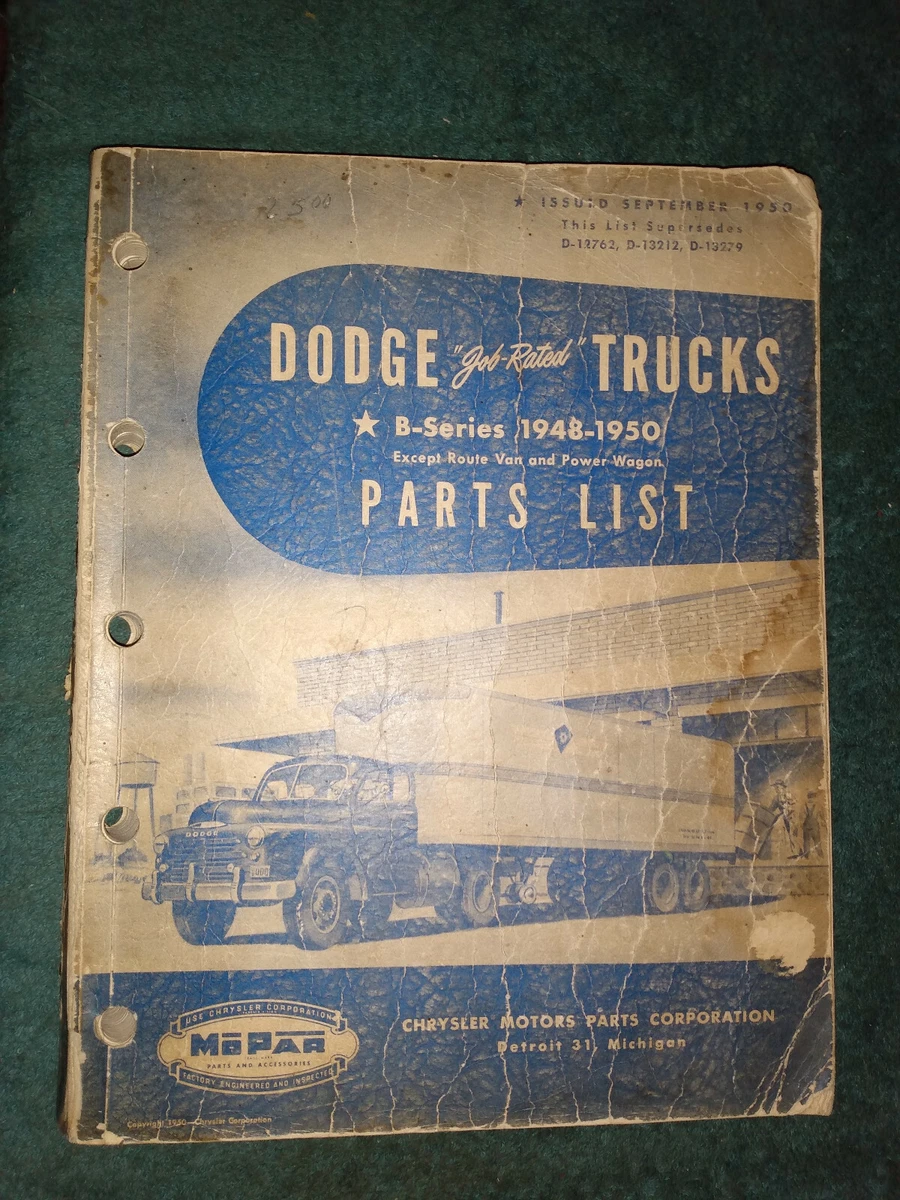 25⁰⁰
★ ISSUED SEPTEMBER 1950
This List Supersedes
D-12762, D-13212, D-13279
DODGE "Job-Rated" TRUCKS
★ B-Series 1948-1950
Except Route Van and Power Wagon
PARTS LIST
DODGE
USE CHRYSLER CORPORATION
MOPAR
PARTS AND ACCESSORIES
FACTORY ENGINEERED AND INSPECTED
CHRYSLER MOTORS PARTS CORPORATION
Detroit 31, Michigan
Copyright 1950—Chrysler Corporation